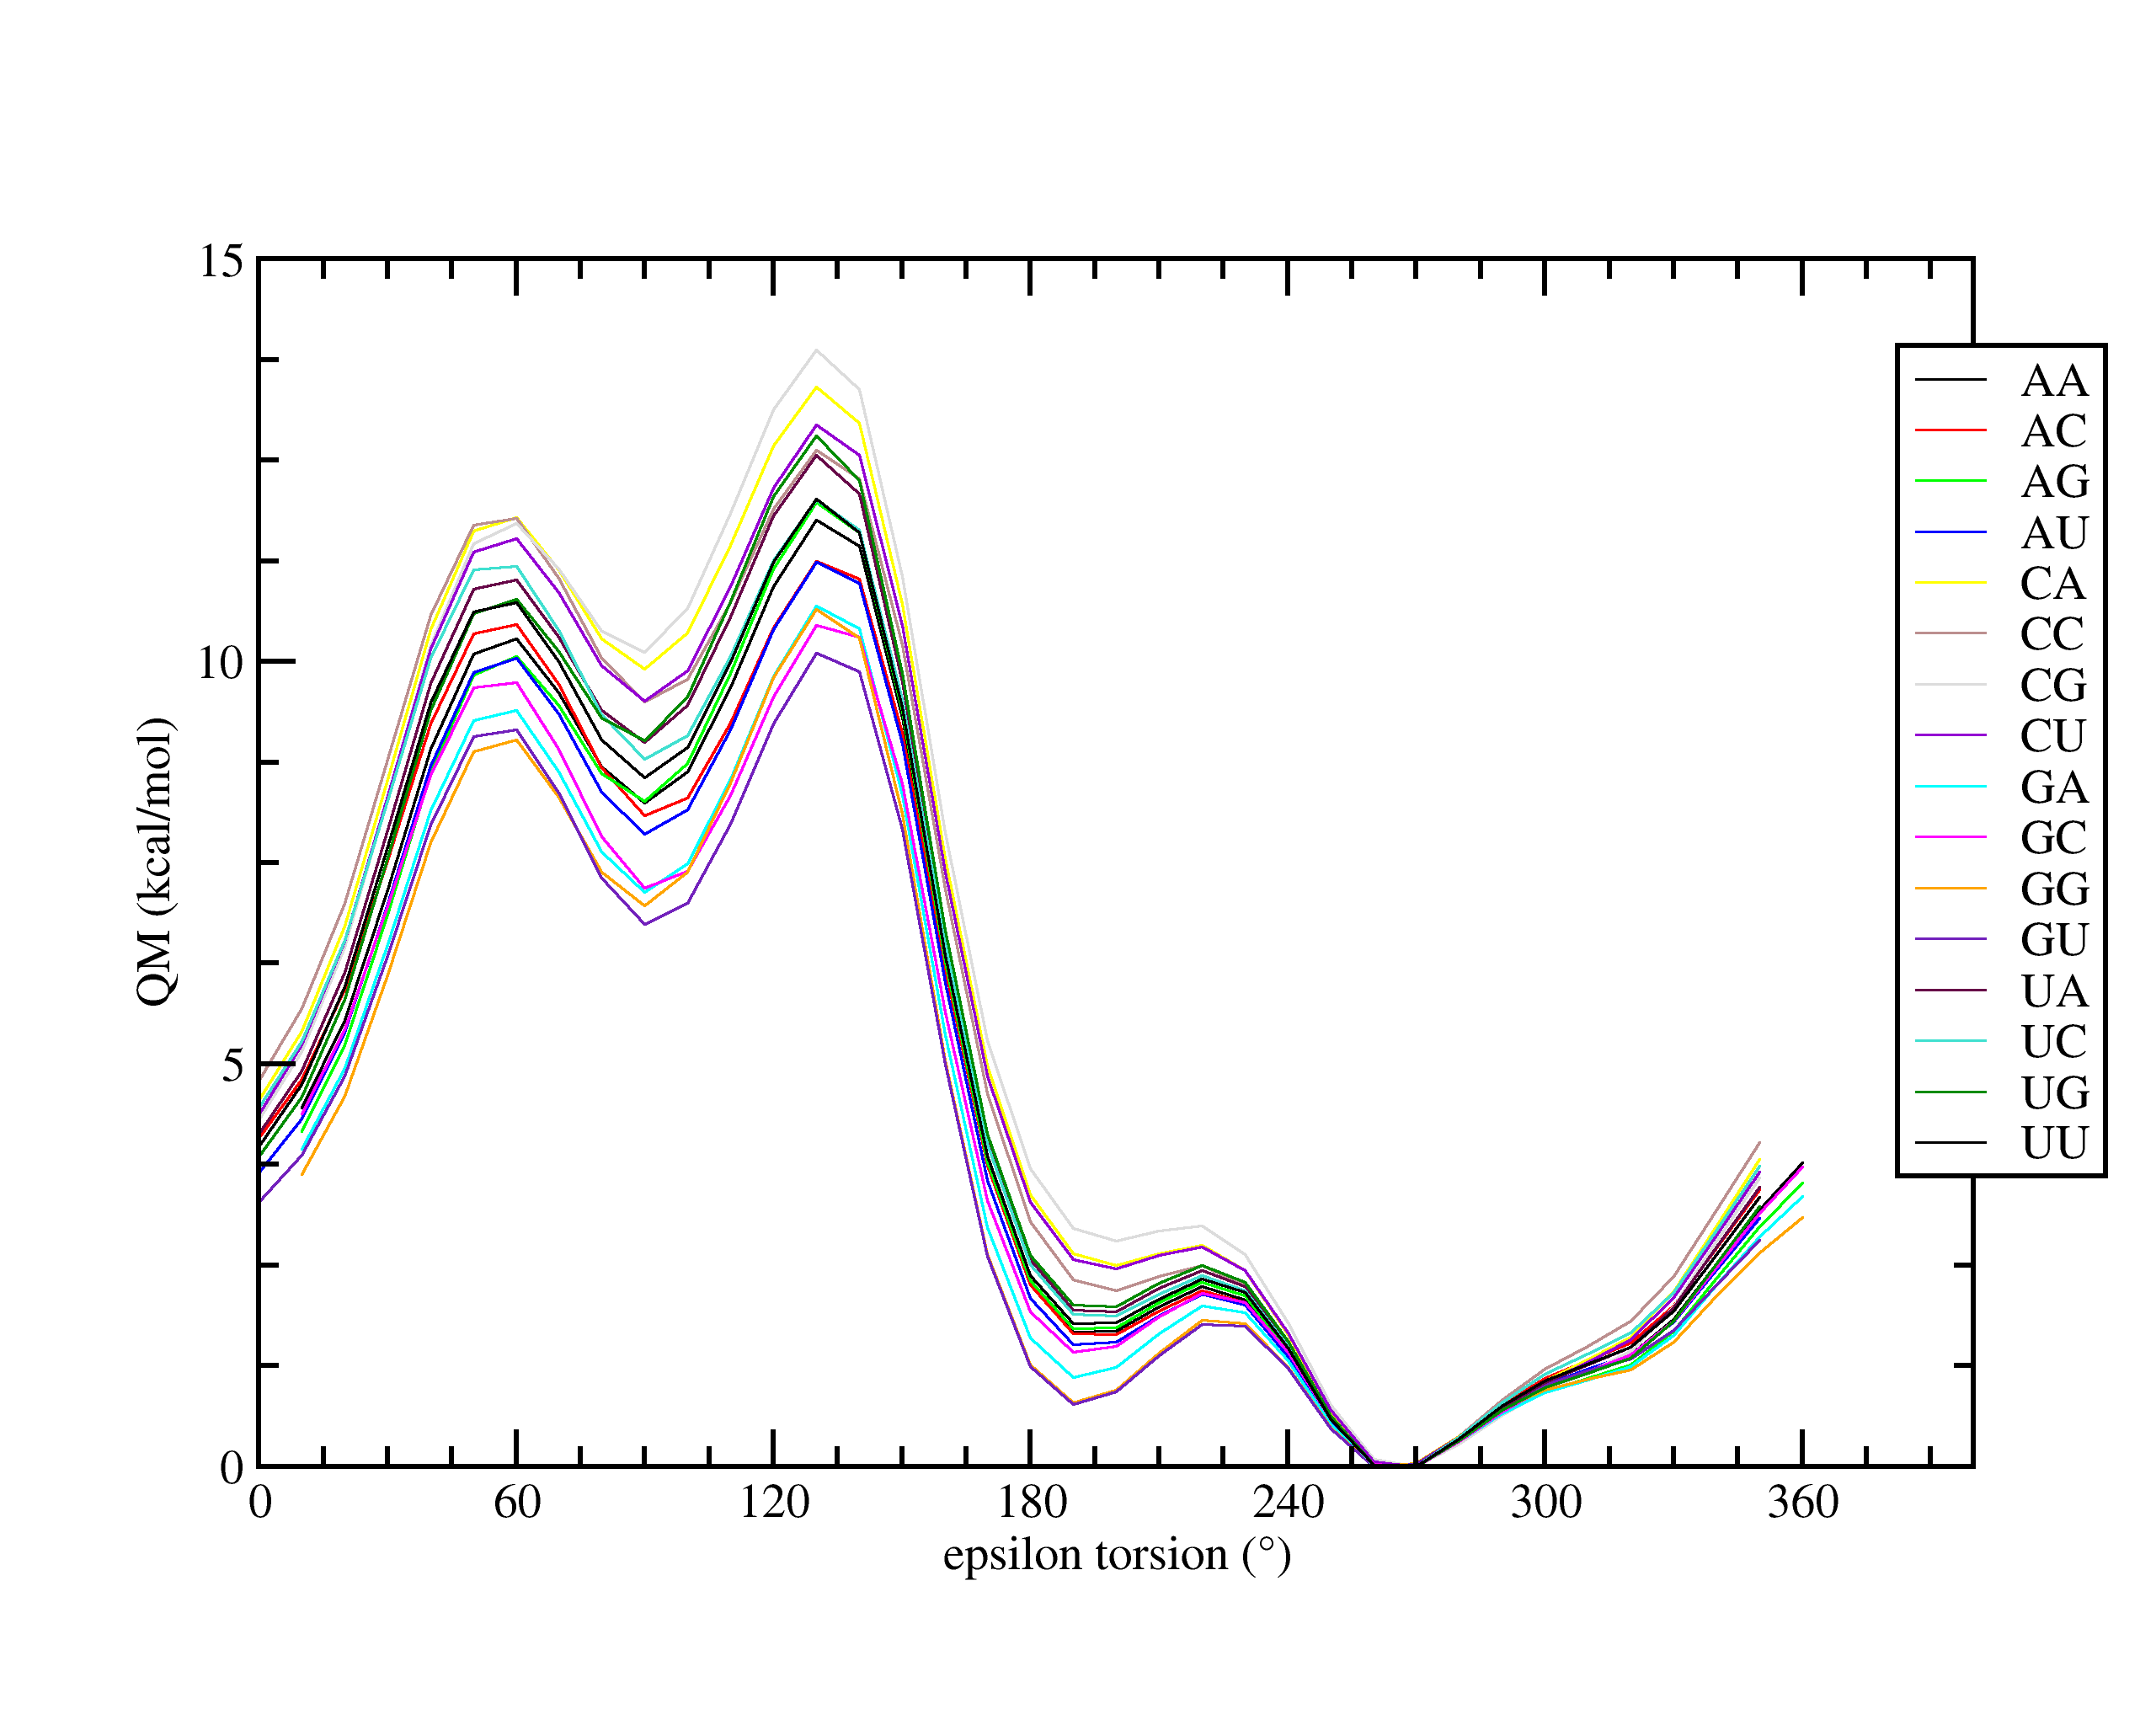 15
10
5
0
QM (kcal/mol)
0 60 120 180 240 300 360
epsilon torsion (°)
AA
AC
AG
AU
CA
CC
CG
CU
GA
GC
GG
GU
UA
UC
UG
UU